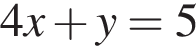 4x + y = 5